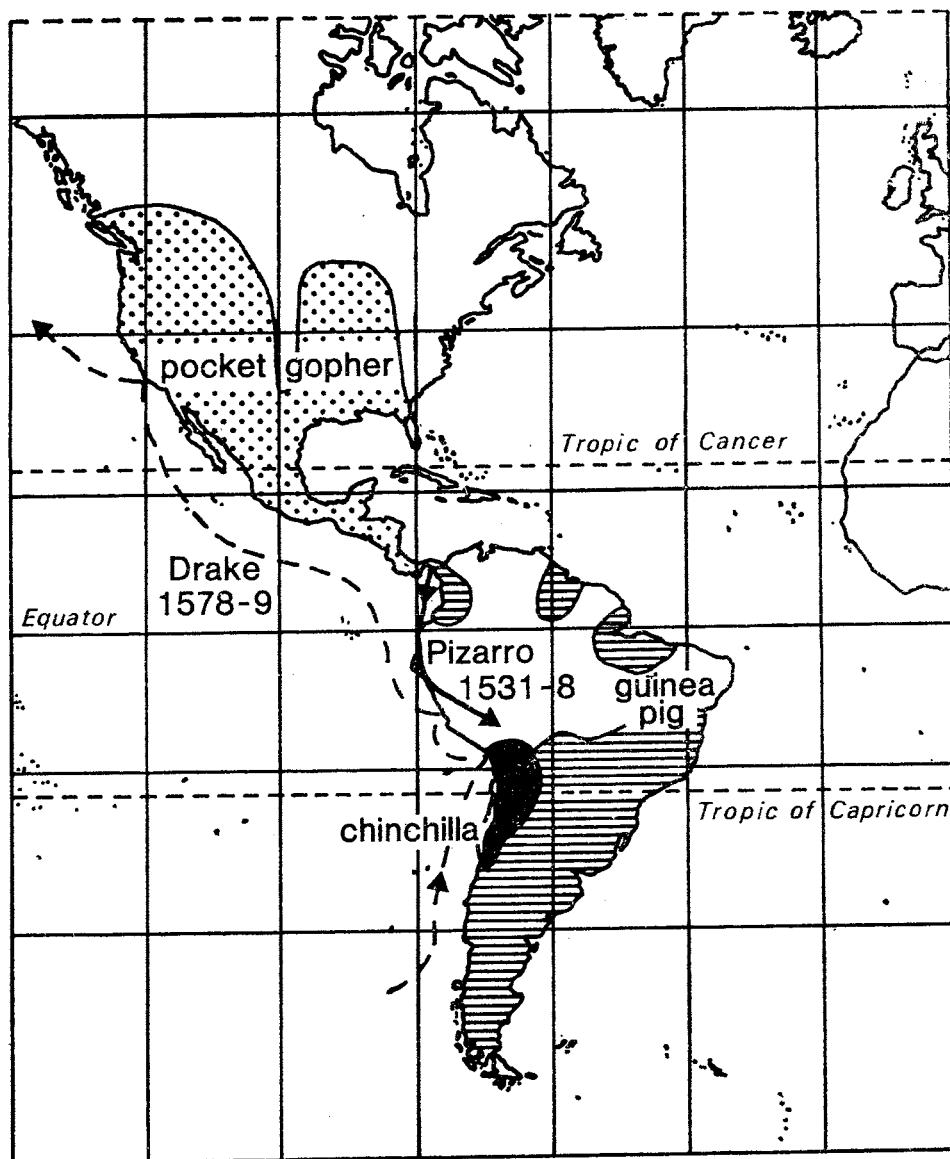 pocket gopher
Tropic of Cancer
Drake
1578-9
Equator
Pizarro
1531-8
guinea
pig
Tropic of Capricorn
chinchilla